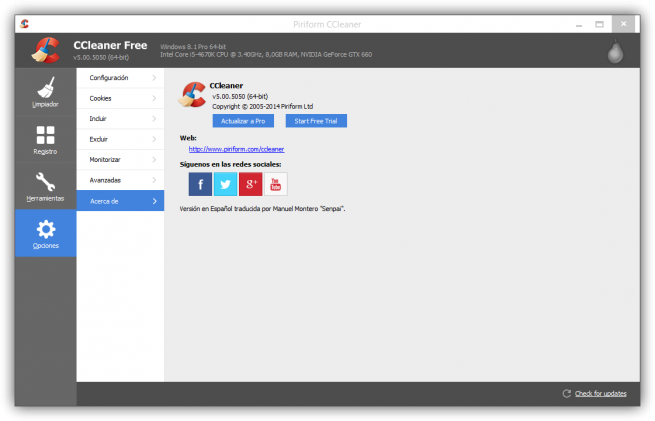 Piriform CCleaner
CCleaner Free
v5.00.5050 (64-bit)
Windows 8.1 Pro 64-bit
Intel Core i5-4670K CPU @ 3.40GHz, 8,0GB RAM, NVIDIA GeForce GTX 660
Limpiador
Registro
Herramientas
Opciones
Configuración
Cookies
Incluir
Excluir
Monitorizar
Avanzadas
Acerca de
CCleaner
v5.00.5050 (64-bit)
Copyright © 2005-2014 Piriform Ltd
Actualizar a Pro
Start Free Trial
Web:
http://www.piriform.com/ccleaner
Síguenos en las redes sociales:
f
g+
You Tube
Versión en Español traducida por Manuel Montero "Senpai".
Check for updates